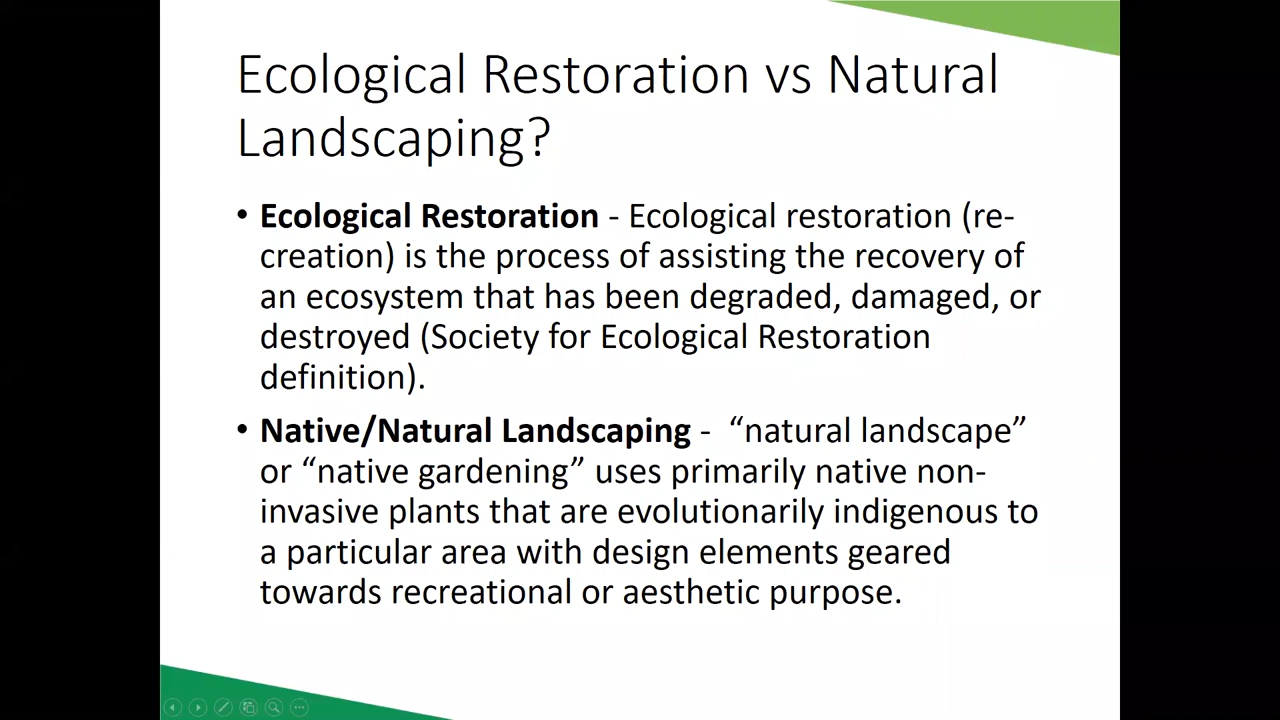 Ecological Restoration vs Natural
Landscaping?
• Ecological Restoration - Ecological restoration (re-
creation) is the process of assisting the recovery of
an ecosystem that has been degraded, damaged, or
destroyed (Society for Ecological Restoration
definition).
• Native/Natural Landscaping -  “natural landscape”
or “native gardening” uses primarily native non-
invasive plants that are evolutionarily indigenous to
a particular area with design elements geared
towards recreational or aesthetic purpose.